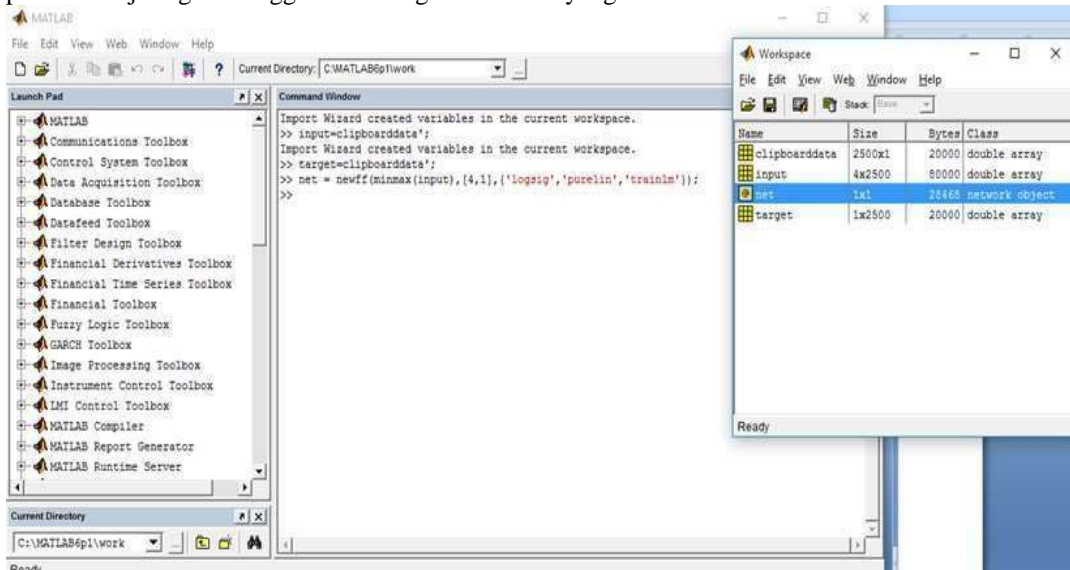 MATLAB
File Edit View Web Window Help
Current Directory: C:\MATLAB6p1\work
Launch Pad
MATLAB
Communications Toolbox
Control System Toolbox
Data Acquisition Toolbox
Database Toolbox
Datafeed Toolbox
Filter Design Toolbox
Financial Derivatives Toolbox
Financial Time Series Toolbox
Financial Toolbox
Fuzzy Logic Toolbox
GARCH Toolbox
Image Processing Toolbox
Instrument Control Toolbox
LMI Control Toolbox
MATLAB Compiler
MATLAB Report Generator
MATLAB Runtime Server
Current Directory
C:\MATLAB6p1\work
Ready
Command Window
Import Wizard created variables in the current workspace.
>> input=clipboarddata';
Import Wizard created variables in the current workspace.
>> target=clipboarddata';
>> net = newff(minmax(input),[4,1],{'logsig','purelin','trainlm'});
>>
Workspace
File Edit View Web Window Help
Stack: Base
Name Size Bytes Class
clipboarddata 2500x1 20000 double array
input 4x2500 80000 double array
net 1x1 28468 network object
target 1x2500 20000 double array
Ready